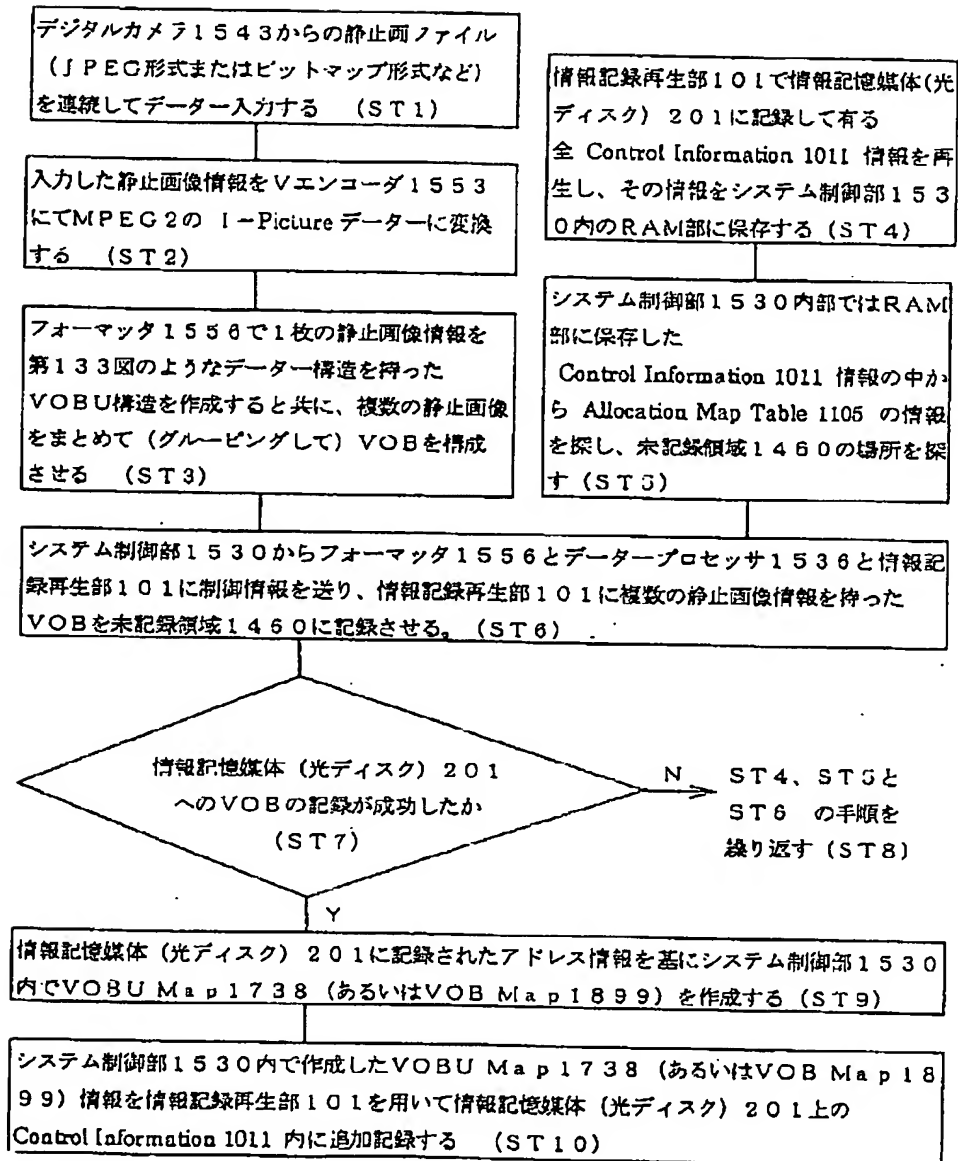 デジタルカメラ1543からの静止画ファイル
(JPEG形式またはビットマップ形式など)
を連続してデーター入力する (ST1)
入力した静止画像情報をVエンコーダ1553
にてMPEG2の I-Piciture データーに変換
する (ST2)
フォーマッタ1556で1枚の静止画像情報を
第133図のようなデーター構造を持った
VOBU構造を作成すると共に、複数の静止画像
をまとめて(グルーピングして)VOBを構成
させる (ST3)
情報記録再生部101で情報記憶媒体(光
ディスク)201に記録して有る
全 Control Information 1011 情報を再
生し、その情報をシステム制御部153
0内のRAM部に保存する (ST4)
システム制御部1530内部ではRAM
部に保存した
Control Information 1011 情報の中か
ら Allocation Map Table 1105 の情報
を探し、未記録領域1460の場所を探
す (ST5)
システム制御部1530からフォーマッタ1556とデータープロセッサ1536と情報記
録再生部101に制御情報を送り、情報記録再生部101に複数の静止画像情報を持った
VOBを未記録領域1460に記録させる。(ST6)
情報記憶媒体(光ディスク)201
へのVOBの記録が成功したか
(ST7)
N
ST4、ST5と
ST6 の手順を
繰り返す (ST8)
Y
情報記憶媒体(光ディスク)201に記録されたアドレス情報を基にシステム制御部1530
内でVOBU Map1738(あるいはVOB Map1899)を作成する (ST9)
システム制御部1530内で作成したVOBU Map1738(あるいはVOB Map18
99)情報を情報記録再生部101を用いて情報記憶媒体(光ディスク)201上の
Control Information 1011 内に追加記録する (ST10)